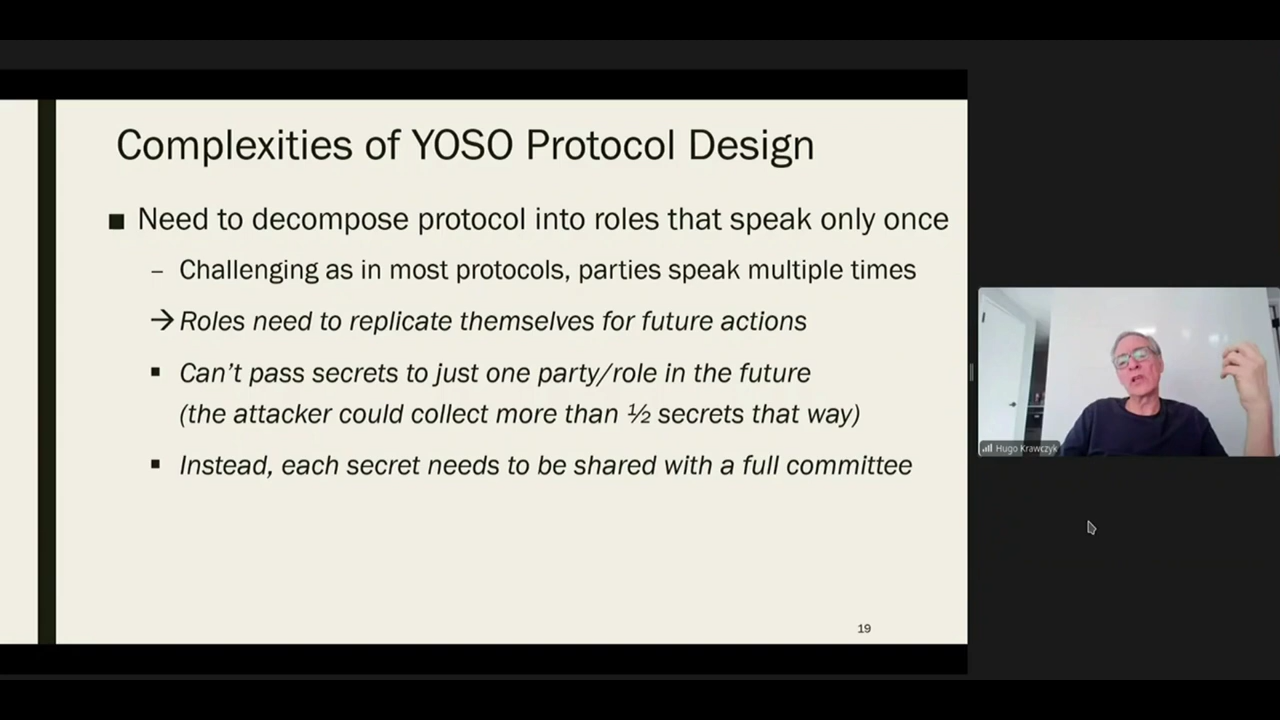 Complexities of YOSO Protocol Design
■ Need to decompose protocol into roles that speak only once
– Challenging as in most protocols, parties speak multiple times
→ Roles need to replicate themselves for future actions
▪ Can't pass secrets to just one party/role in the future
(the attacker could collect more than ½ secrets that way)
▪ Instead, each secret needs to be shared with a full committee
19
Hugo Krawczyk